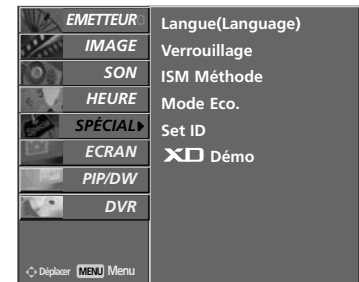 EMETTEUR
IMAGE
SON
HEURE
SPÉCIAL
ECRAN
PIP/DW
DVR
Déplacer MENU Menu
Langue(Language)
Verrouillage
ISM Méthode
Mode Eco.
Set ID
XD Démo